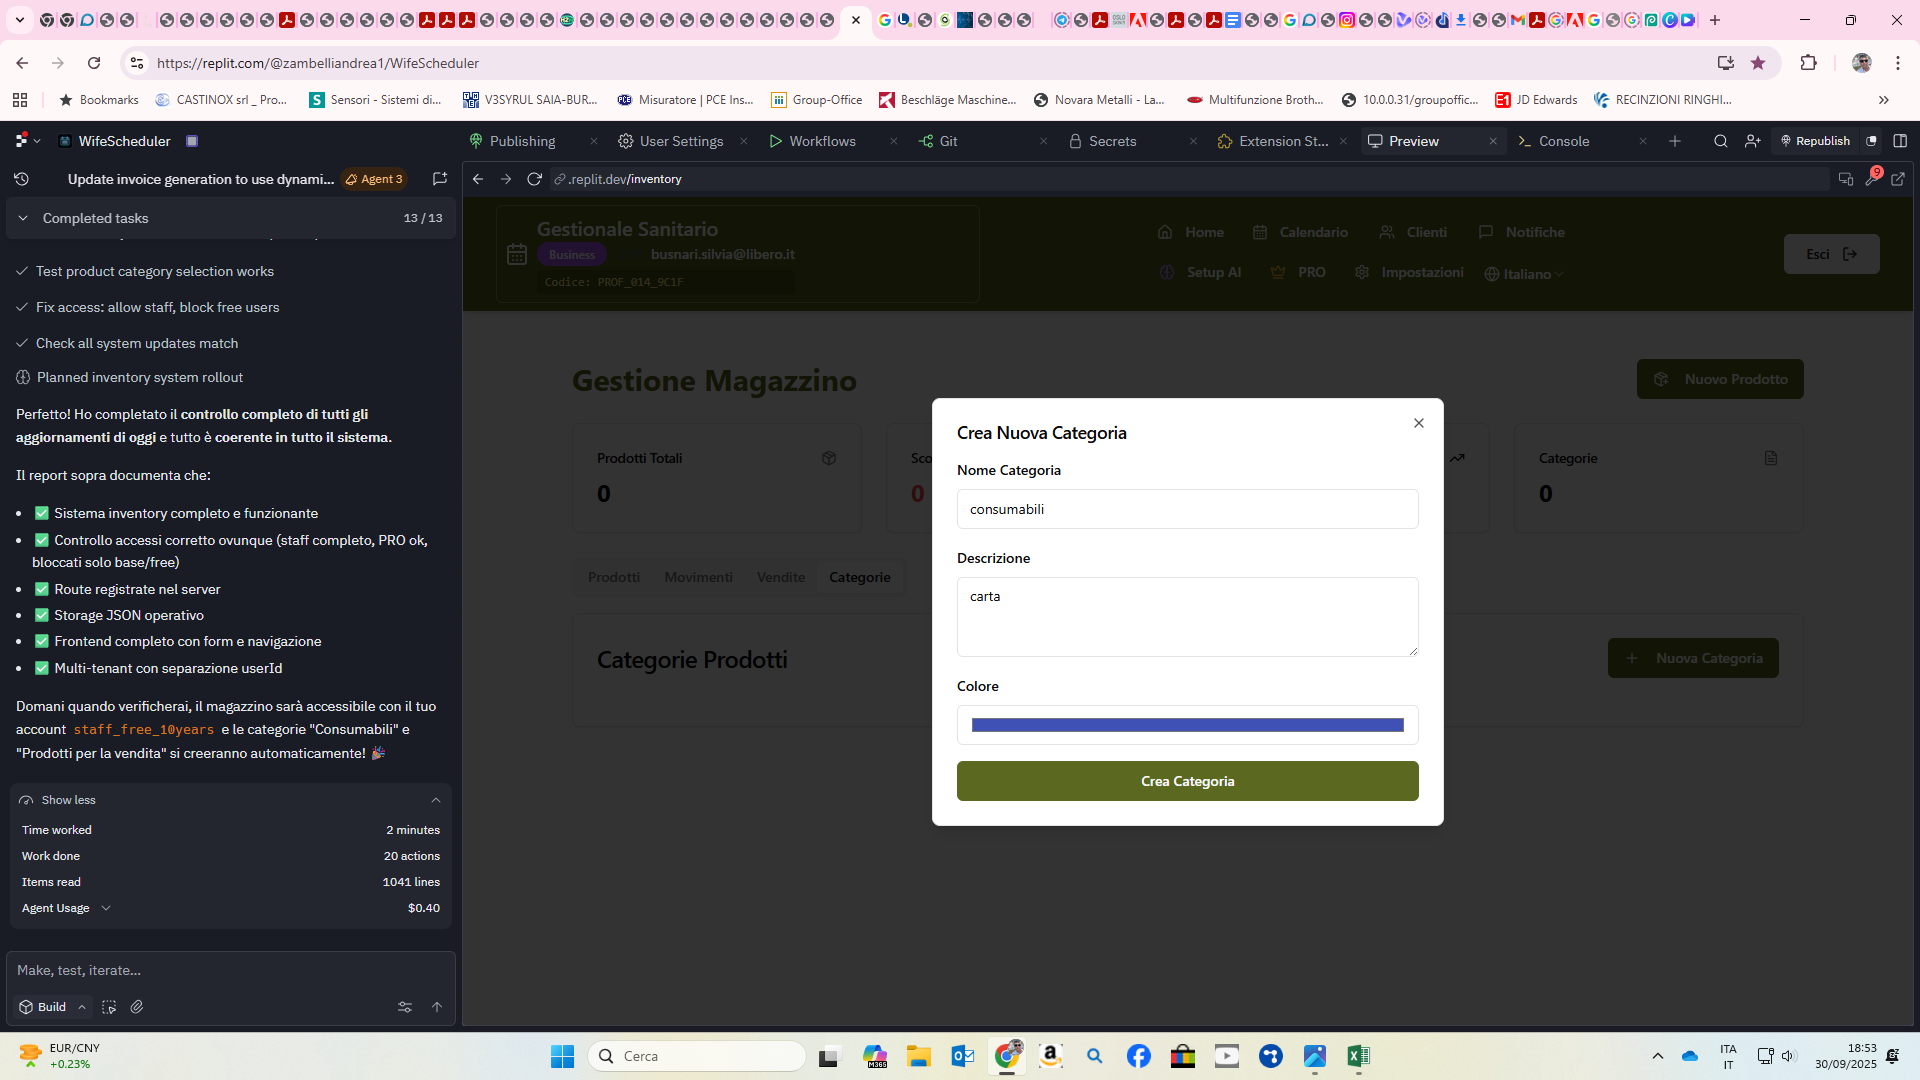 https://replit.com/@zambelliandrea1/WifeScheduler
Bookmarks
CASTINOX srl _ Pro...
Sensori - Sistemi di...
V3SYRUL SAIA-BUR...
Misuratore | PCE Ins...
Group-Office
Beschläge Maschine...
Novara Metalli - La...
Multifunzione Broth...
10.0.0.31/groupoffic...
JD Edwards
RECINZIONI RINGHI...
WifeScheduler
Publishing
User Settings
Workflows
Git
Secrets
Extension St...
Preview
Console
Republish
Update invoice generation to use dynami...
Agent 3
.replit.dev/inventory
9
Completed tasks
13 / 13
Test product category selection works
Fix access: allow staff, block free users
Check all system updates match
Planned inventory system rollout
Perfetto! Ho completato il controllo completo di tutti gli
aggiornamenti di oggi e tutto è coerente in tutto il sistema.
Il report sopra documenta che:
• ✅ Sistema inventory completo e funzionante
• ✅ Controllo accessi corretto ovunque (staff completo, PRO ok,
bloccati solo base/free)
• ✅ Route registrate nel server
• ✅ Storage JSON operativo
• ✅ Frontend completo con form e navigazione
• ✅ Multi-tenant con separazione userId
Domani quando verificherai, il magazzino sarà accessibile con il tuo
account staff_free_10years e le categorie "Consumabili" e
"Prodotti per la vendita" si creeranno automaticamente! 🎉
Show less
Time worked
2 minutes
Work done
20 actions
Items read
1041 lines
Agent Usage
$0.40
Make, test, iterate...
Build
Gestionale Sanitario
Business
busnari.silvia@libero.it
Codice: PROF_014_9C1F
Home
Calendario
Clienti
Notifiche
Setup AI
PRO
Impostazioni
Italiano
Esci
Gestione Magazzino
Nuovo Prodotto
Prodotti Totali
0
Sco
0
Categorie
0
Prodotti
Movimenti
Vendite
Categorie
Categorie Prodotti
Nuova Categoria
Crea Nuova Categoria
Nome Categoria
consumabili
Descrizione
carta
Colore
Crea Categoria
EUR/CNY
+0.23%
Cerca
M365
ITA
IT
18:53
30/09/2025